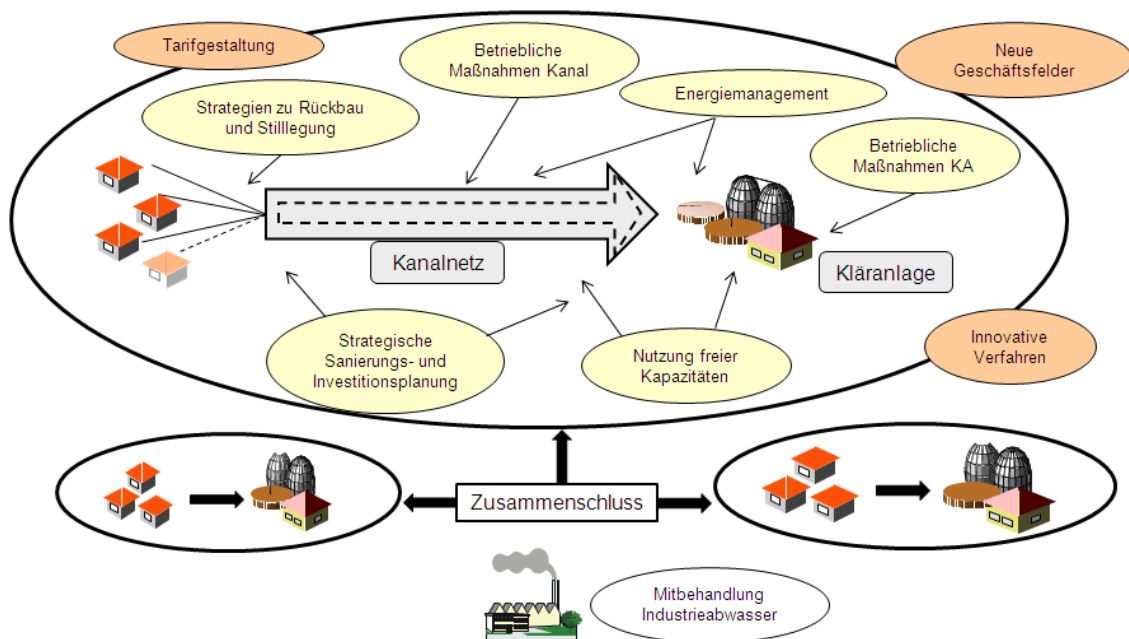 Tarifgestaltung
Betriebliche
Maßnahmen Kanal
Neue
Geschäftsfelder
Strategien zu Rückbau
und Stilllegung
Energiemanagement
Betriebliche
Maßnahmen KA
Kanalnetz
Kläranlage
Strategische
Sanierungs- und
Investitionsplanung
Nutzung freier
Kapazitäten
Innovative
Verfahren
Zusammenschluss
Mitbehandlung
Industrieabwasser